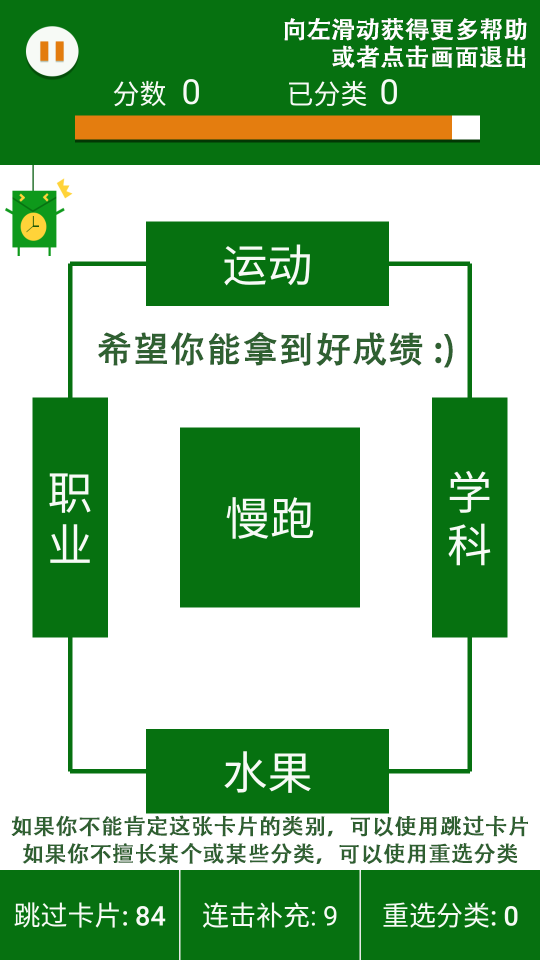 向左滑动获得更多帮助
或者点击画面退出
分数 0 已分类 0
运动
希望你能拿到好成绩 :)
职业
慢跑
学科
水果
如果你不能肯定这张卡片的类别，可以使用跳过卡片
如果你不擅长某个或某些分类，可以使用重选分类
跳过卡片: 84 连击补充: 9 重选分类: 0